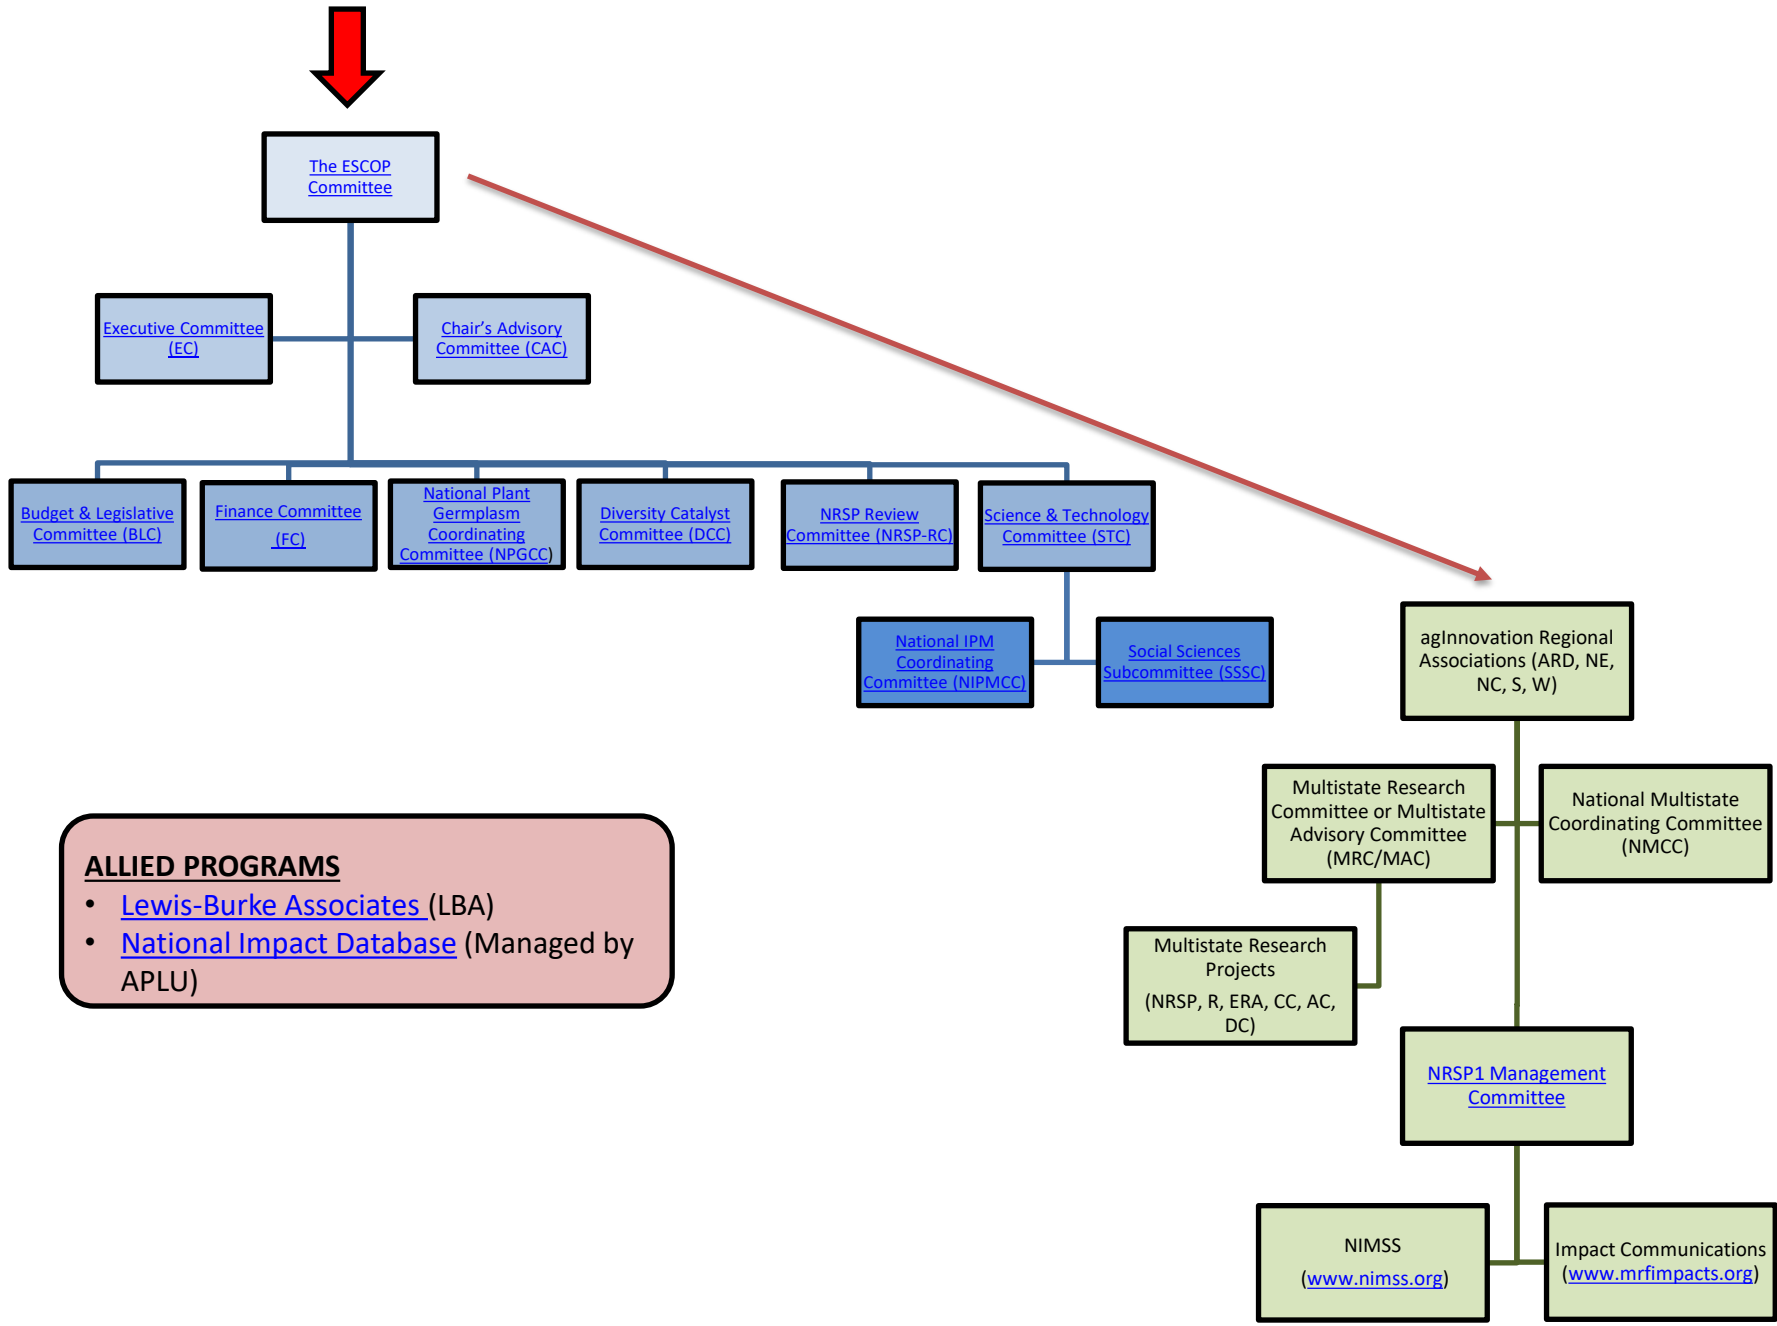 The ESCOP
Committee
Executive Committee
(EC)
Chair's Advisory
Committee (CAC)
Budget & Legislative
Committee (BLC)
Finance Committee
(FC)
National Plant
Germplasm
Coordinating
Committee (NPGCC)
Diversity Catalyst
Committee (DCC)
NRSP Review
Committee (NRSP-RC)
Science & Technology
Committee (STC)
National IPM
Coordinating
Committee (NIPMCC)
Social Sciences
Subcommittee (SSSC)
agInnovation Regional
Associations (ARD, NE,
NC, S, W)
Multistate Research
Committee or Multistate
Advisory Committee
(MRC/MAC)
National Multistate
Coordinating Committee
(NMCC)
Multistate Research
Projects
(NRSP, R, ERA, CC, AC,
DC)
NRSP1 Management
Committee
NIMSS
(www.nimss.org)
Impact Communications
(www.mrfimpacts.org)
ALLIED PROGRAMS
• Lewis-Burke Associates (LBA)
• National Impact Database (Managed by
APLU)